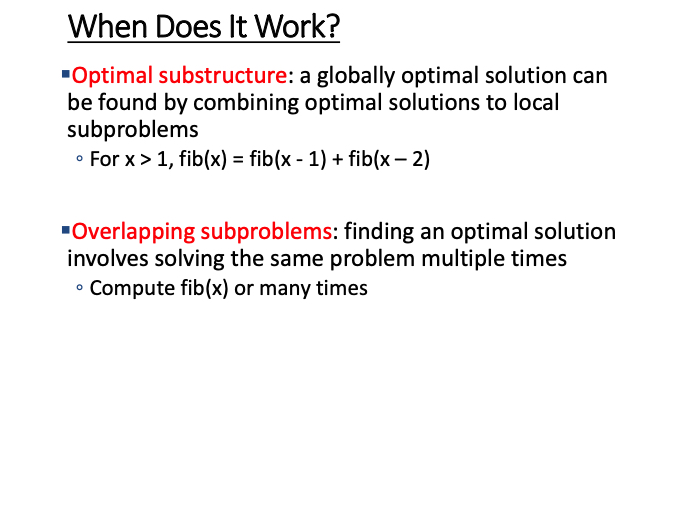 When Does It Work?
▪Optimal substructure: a globally optimal solution can
be found by combining optimal solutions to local
subproblems
◦ For x > 1, fib(x) = fib(x - 1) + fib(x – 2)
▪Overlapping subproblems: finding an optimal solution
involves solving the same problem multiple times
◦ Compute fib(x) or many times